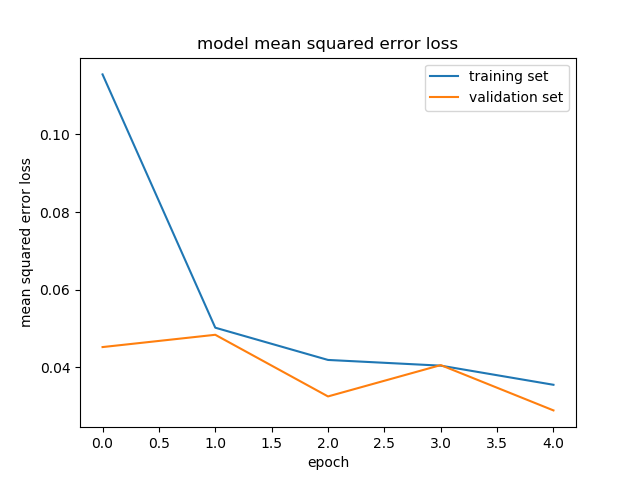 model mean squared error loss
training set
validation set
mean squared error loss
0.10
0.08
0.06
0.04
0.0 0.5 1.0 1.5 2.0 2.5 3.0 3.5 4.0
epoch